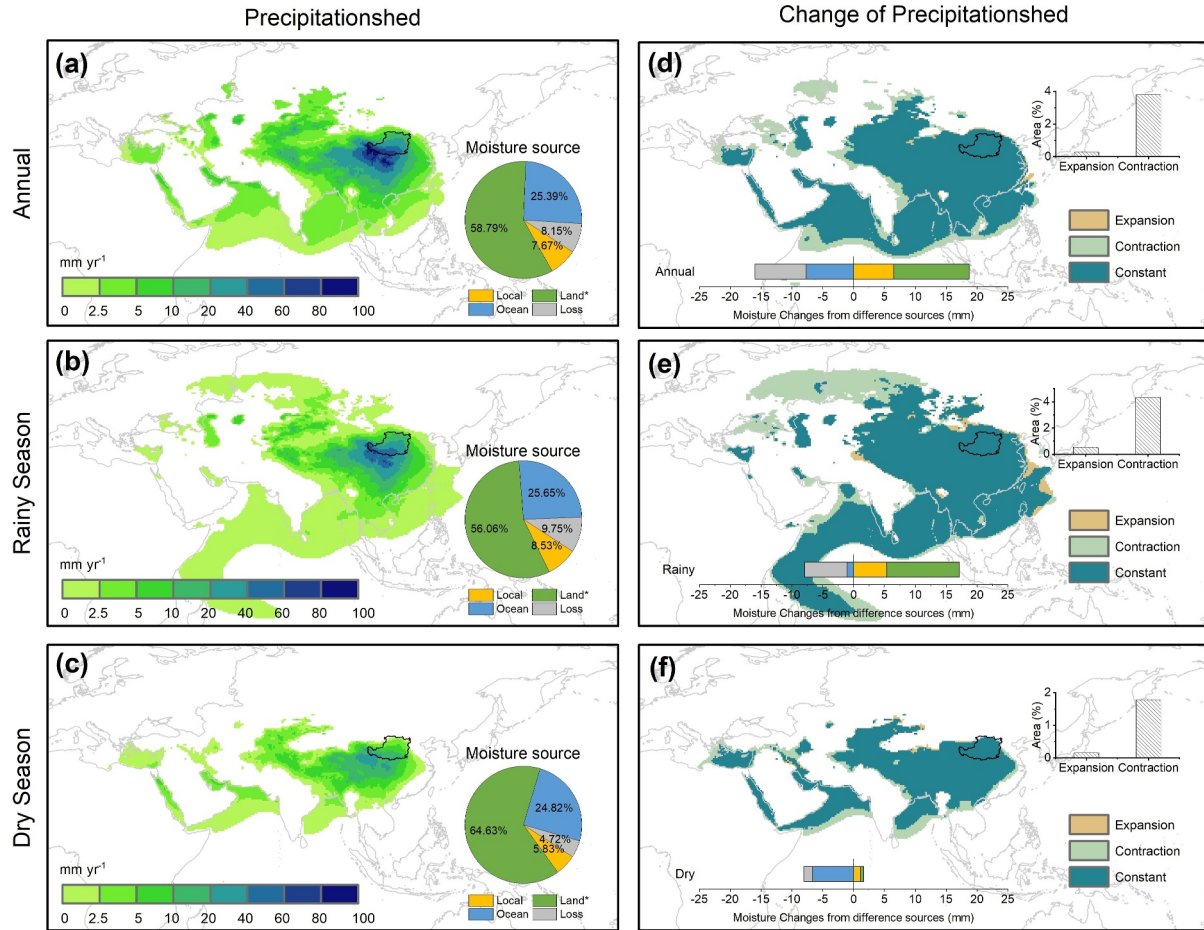 Precipitationshed
Change of Precipitationshed
Annual
(a)
Moisture source
25.39%
8.15%
7.67%
58.79%
mm yr-1
0 2.5 5 10 20 40 60 80 100
Local Land*
Ocean Loss
(d)
Area (%)
4
2
0
Expansion Contraction
Expansion
Contraction
Constant
Annual
-25 -20 -15 -10 -5 0 5 10 15 20 25
Moisture Changes from difference sources (mm)
Rainy Season
(b)
Moisture source
25.65%
9.75%
8.53%
56.06%
mm yr-1
0 2.5 5 10 20 40 60 80 100
Local Land*
Ocean Loss
(e)
Area (%)
4
2
0
Expansion Contraction
Expansion
Contraction
Constant
Rainy
-25 -20 -15 -10 -5 0 5 10 15 20 25
Moisture Changes from difference sources (mm)
Dry Season
(c)
Moisture source
24.82%
4.72%
5.83%
64.63%
mm yr-1
0 2.5 5 10 20 40 60 80 100
Local Land*
Ocean Loss
(f)
Area (%)
2
1
0
Expansion Contraction
Expansion
Contraction
Constant
Dry
-25 -20 -15 -10 -5 0 5 10 15 20 25
Moisture Changes from difference sources (mm)